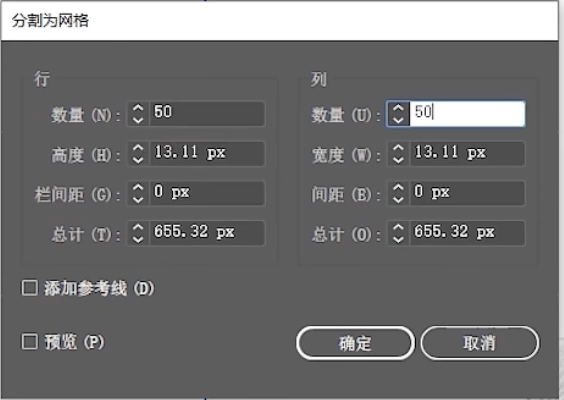 分割为网格
行 列
数量 (N): 50 数量 (U): 50
高度 (H): 13.11 px 宽度 (W): 13.11 px
栏间距 (G): 0 px 间距 (E): 0 px
总计 (T): 655.32 px 总计 (O): 655.32 px
添加参考线 (D)
预览 (P) 确定 取消